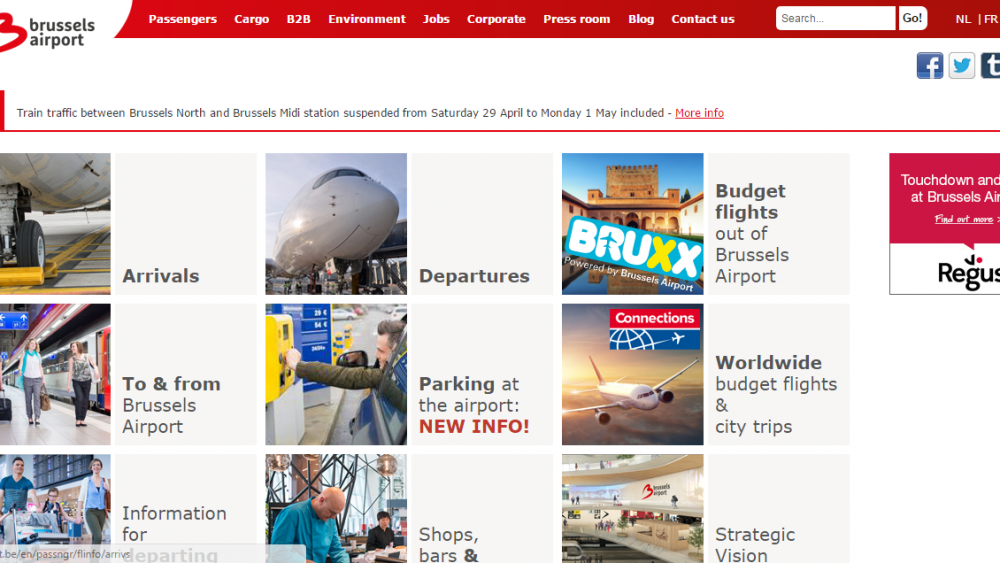 brussels
airport
Passengers Cargo B2B Environment Jobs Corporate Press room Blog Contact us
Search... Go!
NL | FR
Train traffic between Brussels North and Brussels Midi station suspended from Saturday 29 April to Monday 1 May included - More info
Arrivals
Departures
BRUXX
Powered by Brussels Airport
Budget
flights
out of
Brussels
Airport
Touchdown and
at Brussels Air
Find out more >
Regus
To & from
Brussels
Airport
29 €
54 €
Parking at
the airport:
NEW INFO!
Connections
Worldwide
budget flights
&
city trips
Information
for
departing
Shops,
bars &
brussels
airport
Strategic
Vision
t.be/en/passngr/flinfo/arrivs